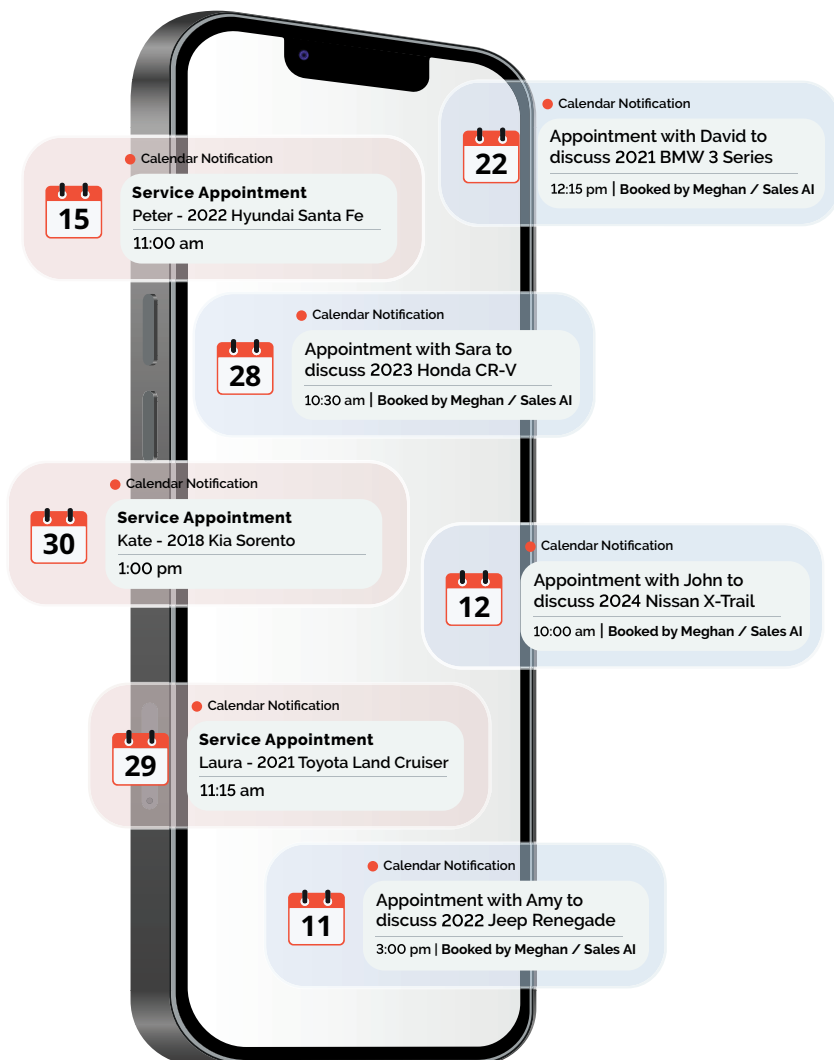 Calendar Notification
22
Appointment with David to
discuss 2021 BMW 3 Series
12:15 pm | Booked by Meghan / Sales AI
Calendar Notification
15
Service Appointment
Peter - 2022 Hyundai Santa Fe
11:00 am
Calendar Notification
28
Appointment with Sara to
discuss 2023 Honda CR-V
10:30 am | Booked by Meghan / Sales AI
Calendar Notification
30
Service Appointment
Kate - 2018 Kia Sorento
1:00 pm
Calendar Notification
12
Appointment with John to
discuss 2024 Nissan X-Trail
10:00 am | Booked by Meghan / Sales AI
Calendar Notification
29
Service Appointment
Laura - 2021 Toyota Land Cruiser
11:15 am
Calendar Notification
11
Appointment with Amy to
discuss 2022 Jeep Renegade
3:00 pm | Booked by Meghan / Sales AI